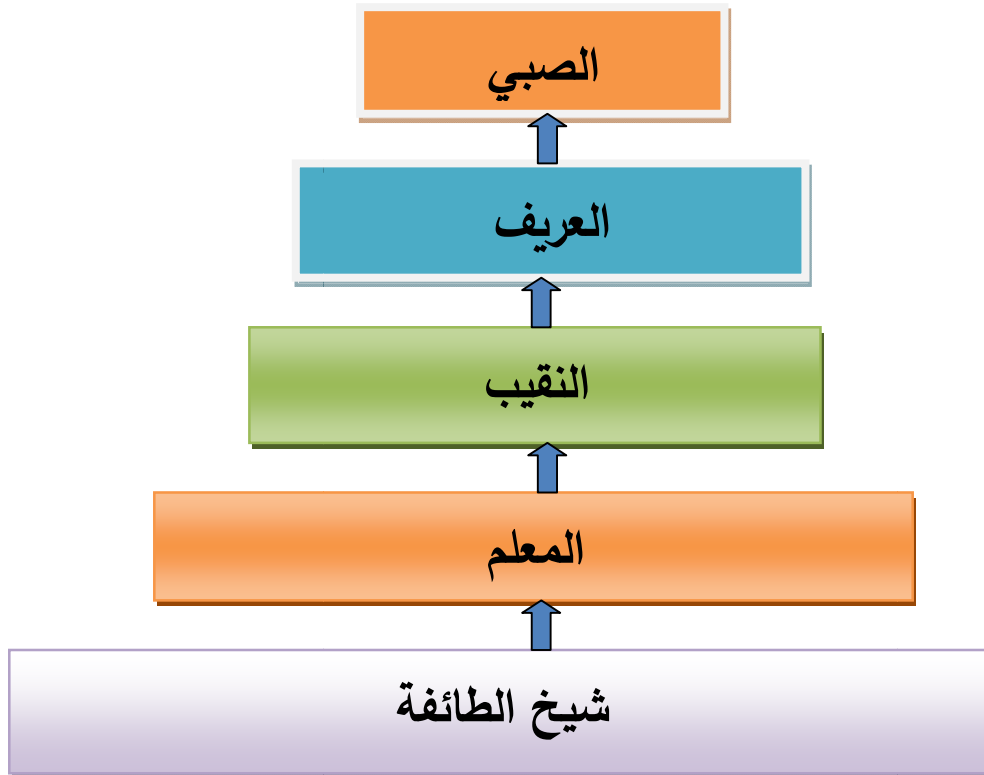 الصبي
العريف
النقيب
المعلم
شيخ الطائفة